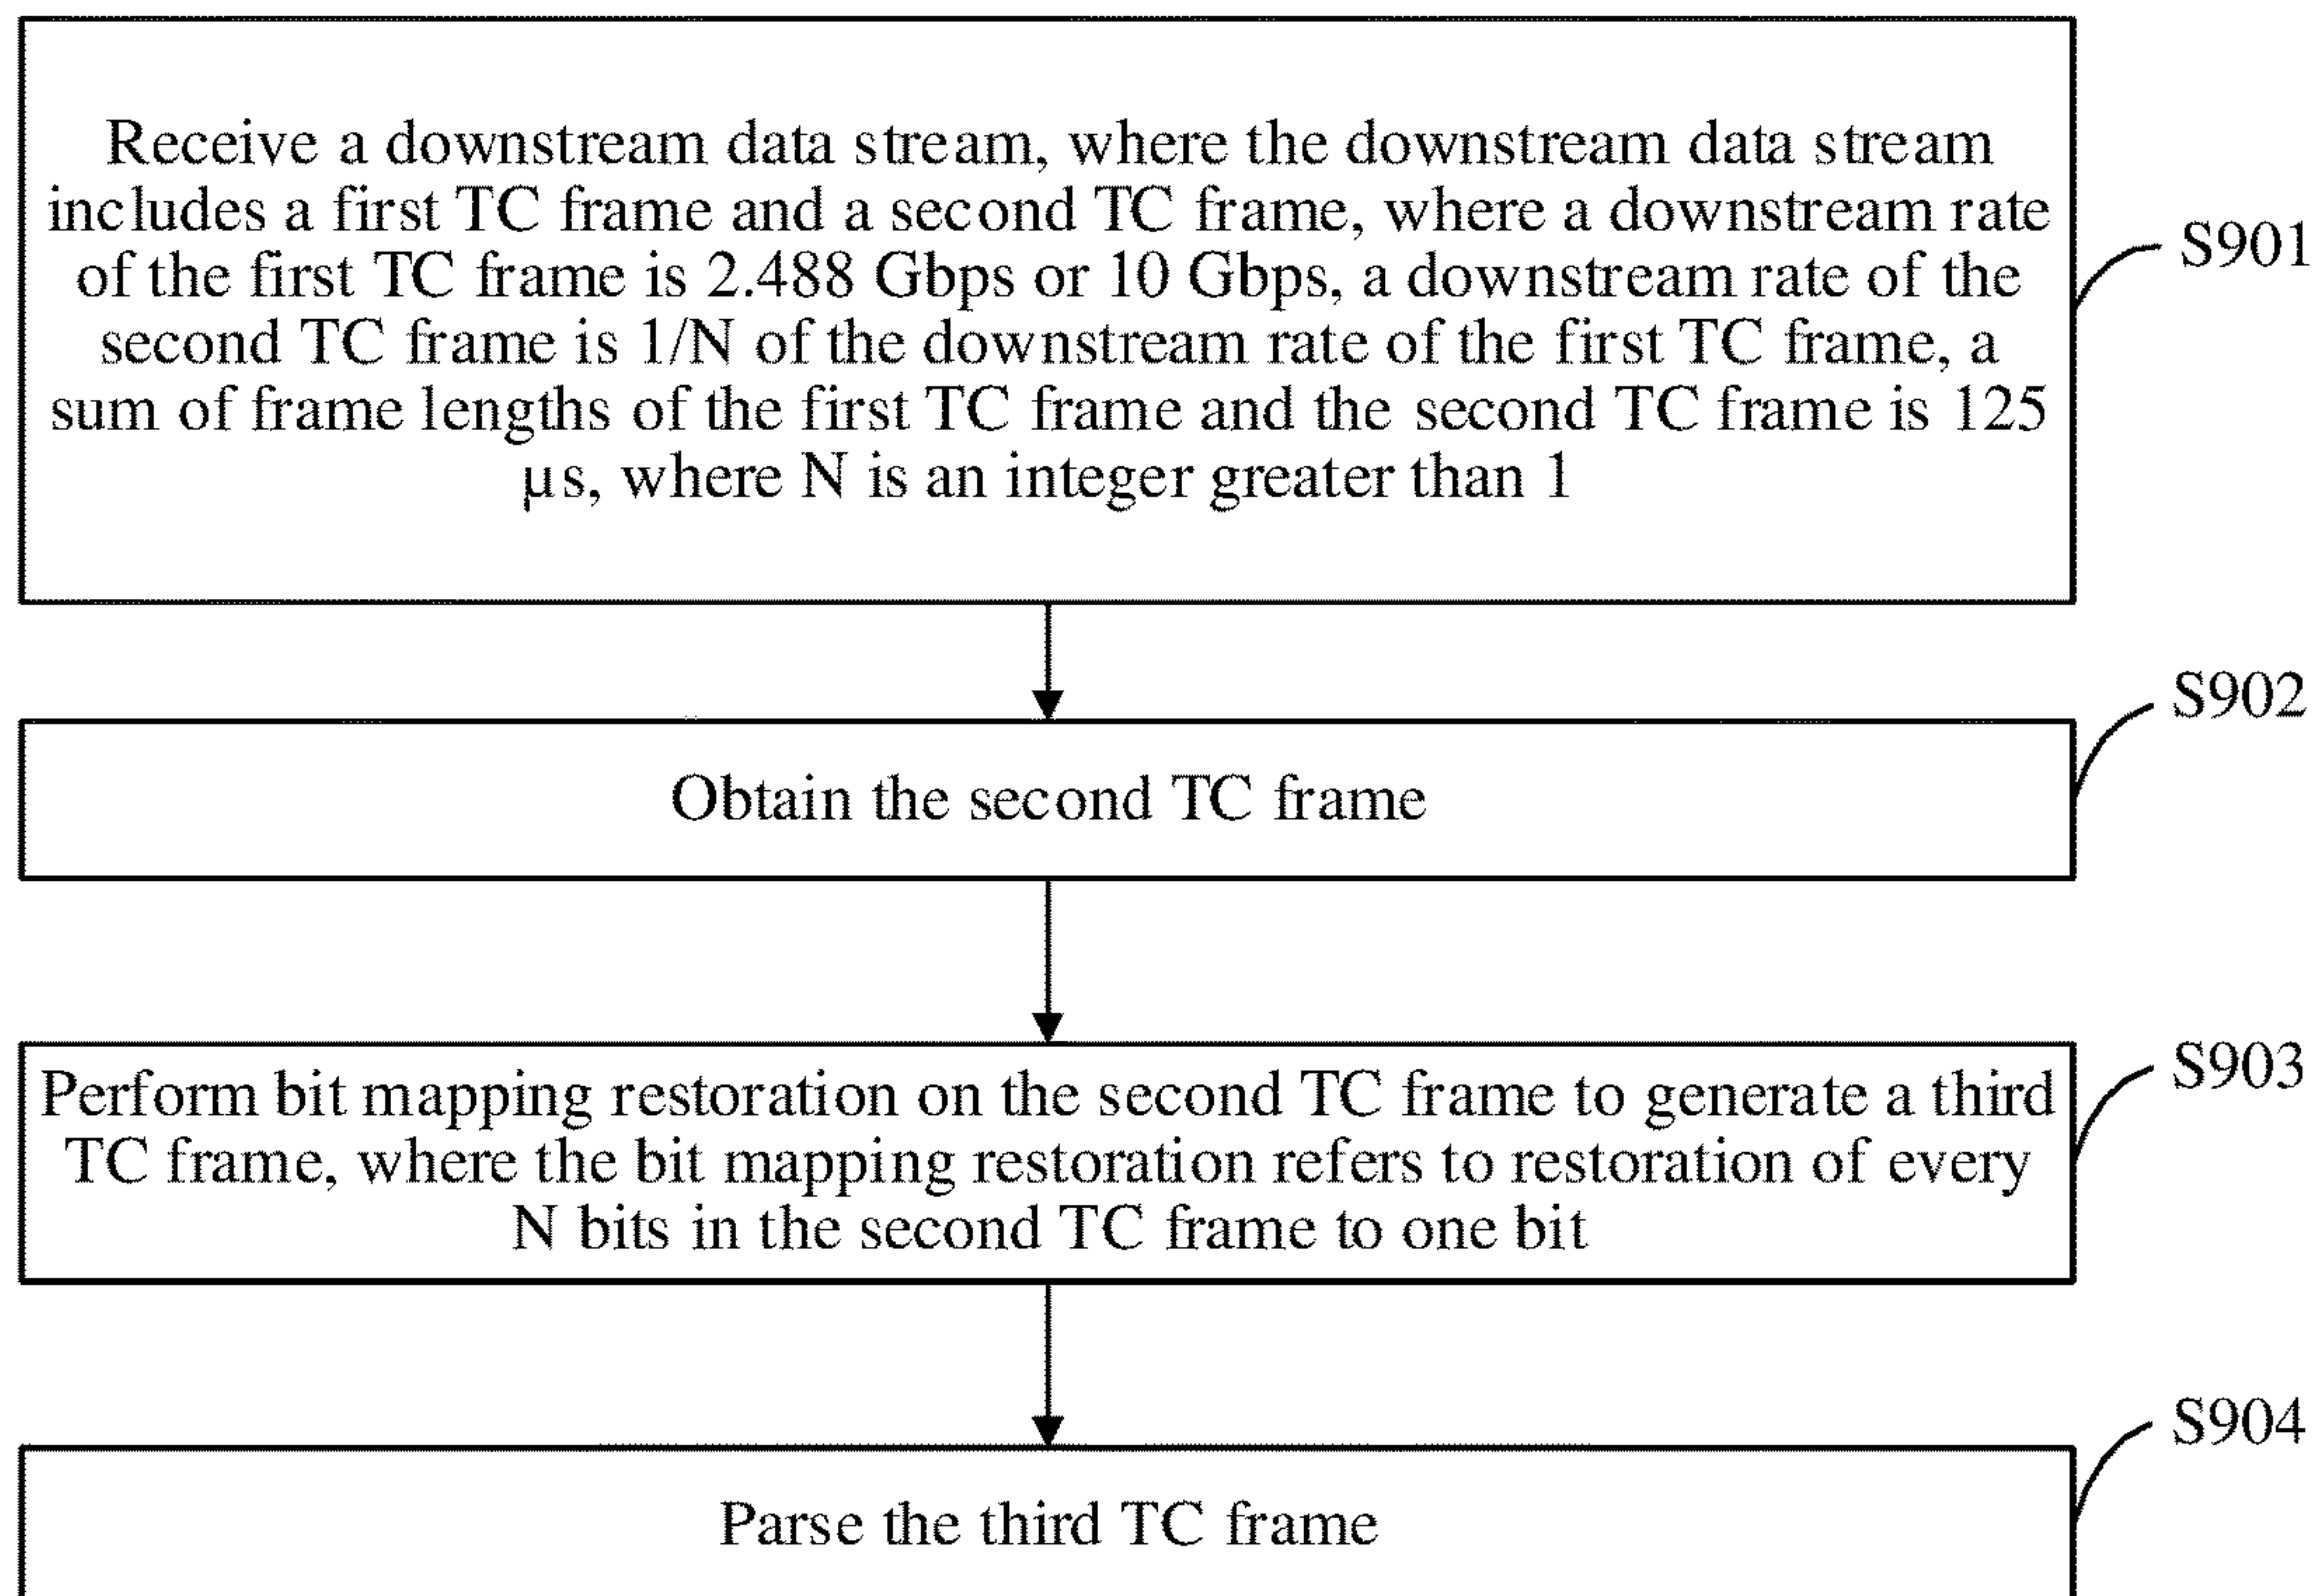 Receive a downstream data stream, where the downstream data stream
includes a first TC frame and a second TC frame, where a downstream rate
of the first TC frame is 2.488 Gbps or 10 Gbps, a downstream rate of the
second TC frame is 1/N of the downstream rate of the first TC frame, a
sum of frame lengths of the first TC frame and the second TC frame is 125
μs, where N is an integer greater than 1
S901
S902
Obtain the second TC frame
S903
Perform bit mapping restoration on the second TC frame to generate a third
TC frame, where the bit mapping restoration refers to restoration of every
N bits in the second TC frame to one bit
S904
Parse the third TC frame